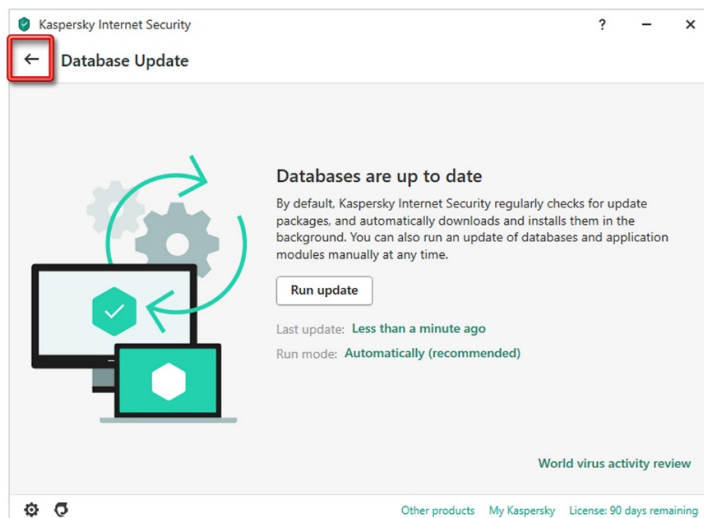 Kaspersky Internet Security
?
Database Update
Databases are up to date
By default, Kaspersky Internet Security regularly checks for update
packages, and automatically downloads and installs them in the
background. You can also run an update of databases and application
modules manually at any time.
Run update
Last update: Less than a minute ago
Run mode: Automatically (recommended)
World virus activity review
Other products My Kaspersky License: 90 days remaining